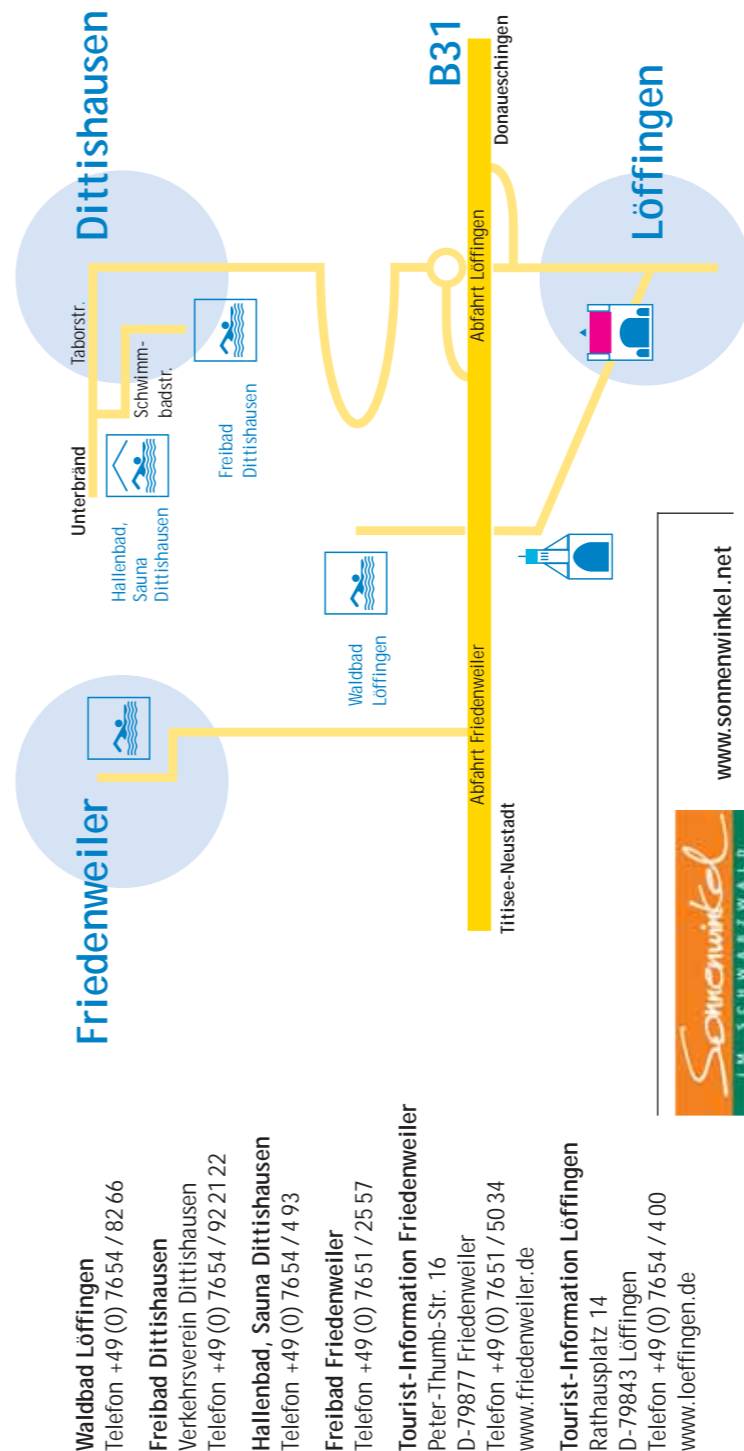 Waldbad Löffingen
Telefon +49 (0) 76 54 / 82 66
Freibad Dittishausen
Verkehrsverein Dittishausen
Telefon +49 (0) 76 54 / 92 21 22
Hallenbad, Sauna Dittishausen
Telefon +49 (0) 76 54 / 4 93
Freibad Friedenweiler
Telefon +49 (0) 76 51 / 25 57
Tourist-Information Friedenweiler
Peter-Thumb-Str. 16
D-79877 Friedenweiler
Telefon +49 (0) 76 51 / 50 34
www.friedenweiler.de
Tourist-Information Löffingen
Rathausplatz 14
D-79843 Löffingen
Telefon +49 (0) 76 54 / 4 00
www.loeffingen.de
Friedenweiler
Dittishausen
Unterbränd
Taborstr.
Schwimm-
badstr.
Hallenbad,
Sauna
Dittishausen
Freibad
Dittishausen
Waldbad
Löffingen
B31
Titisee-Neustadt
Abfahrt Friedenweiler
Abfahrt Löffingen
Donaueschingen
Löffingen
Sonnenwinkel
IM SCHWARZWALD
www.sonnenwinkel.net